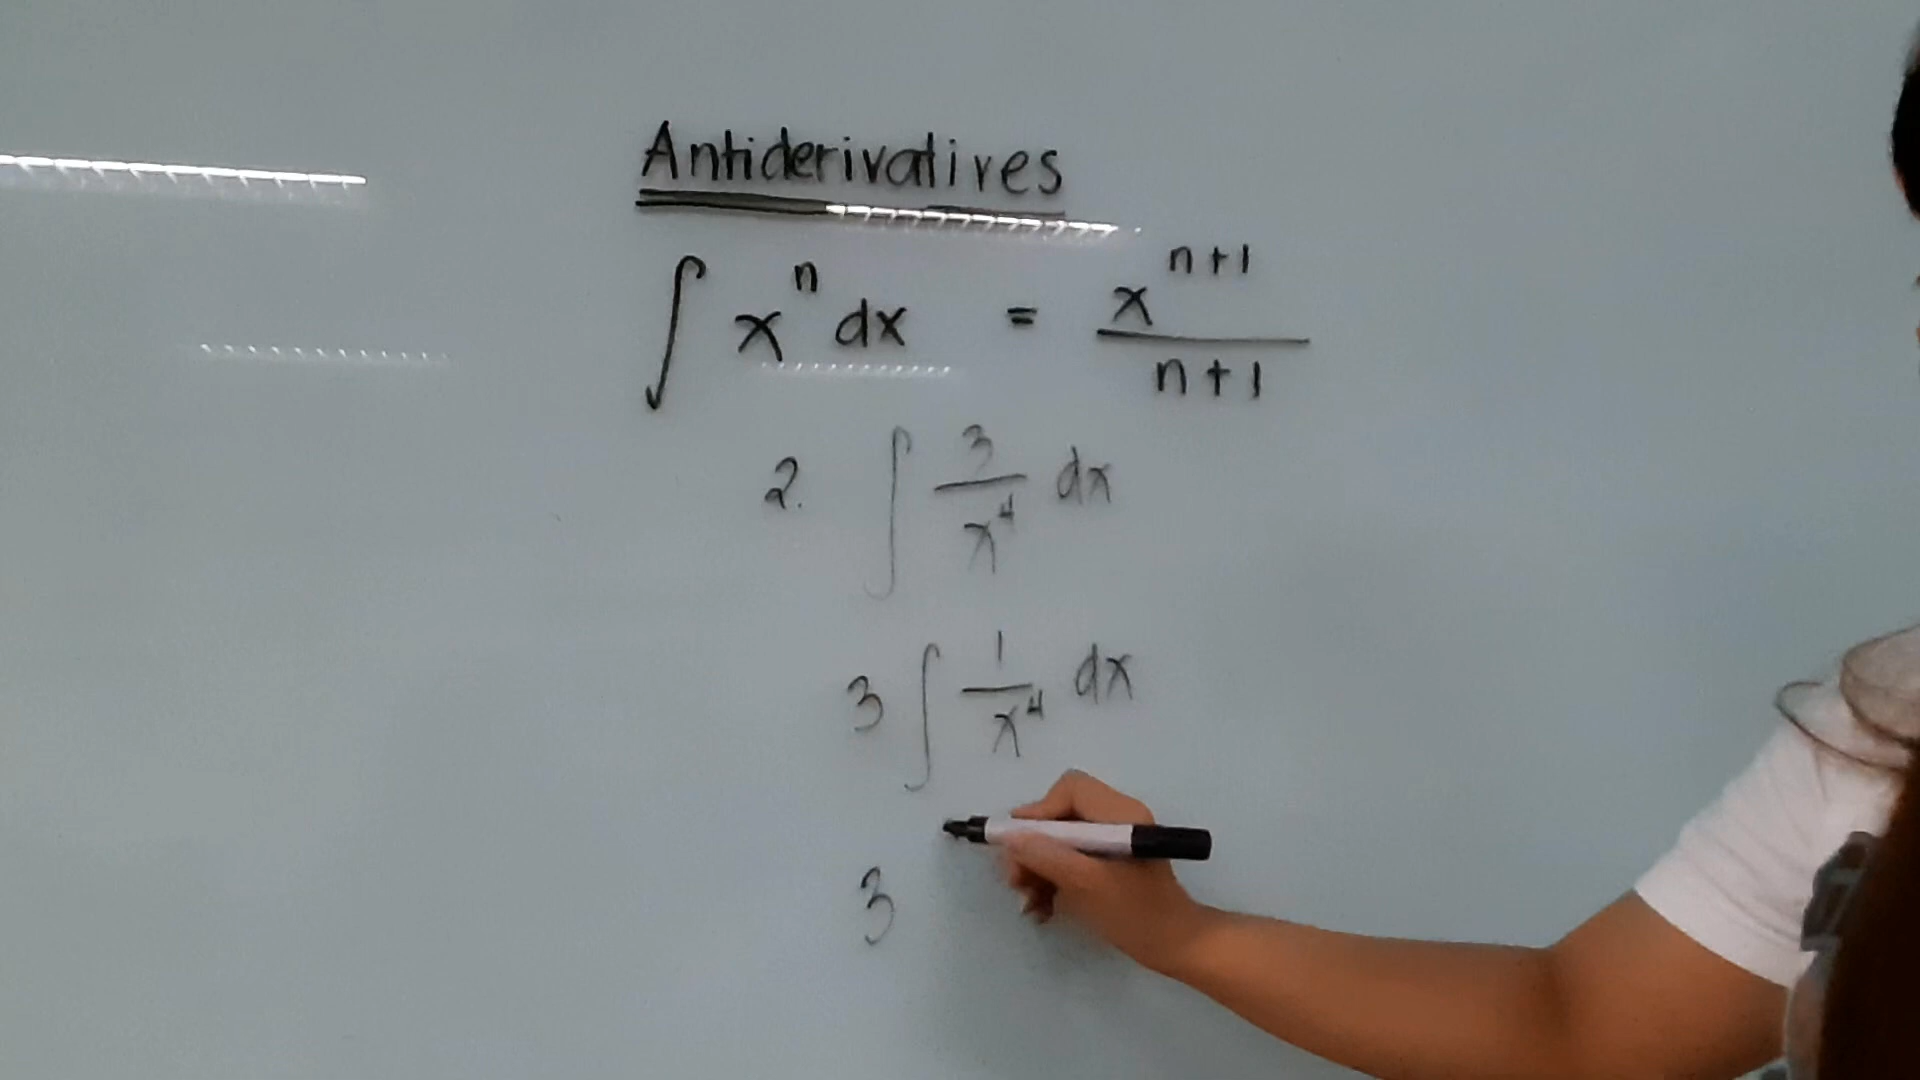 Antiderivatives
∫ x^n dx = x^(n+1) / (n+1)
2. ∫ 3/x^4 dx
3 ∫ 1/x^4 dx
3